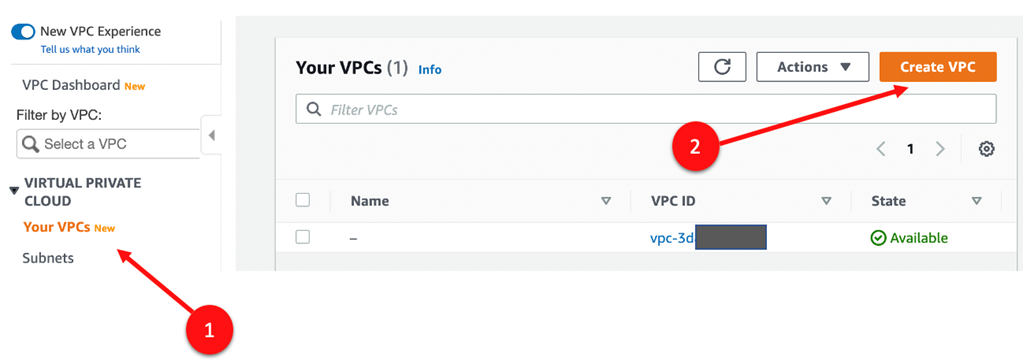 New VPC Experience
Tell us what you think
VPC Dashboard New
Filter by VPC:
Select a VPC
VIRTUAL PRIVATE
CLOUD
Your VPCs New
Subnets
1
Your VPCs (1) Info
Actions
Create VPC
Filter VPCs
2
1
Name VPC ID State
– vpc-3d Available